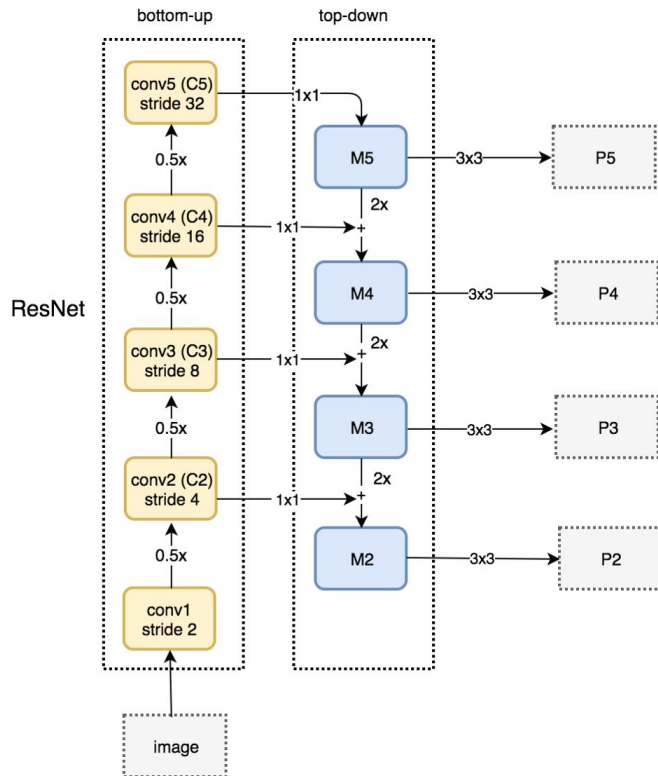 bottom-up
top-down
conv5 (C5)
stride 32
1x1
M5
3x3
P5
0.5x
2x
conv4 (C4)
stride 16
1x1
+
M4
3x3
P4
0.5x
ResNet
2x
conv3 (C3)
stride 8
1x1
+
M3
3x3
P3
0.5x
2x
conv2 (C2)
stride 4
1x1
+
M2
3x3
P2
0.5x
conv1
stride 2
image